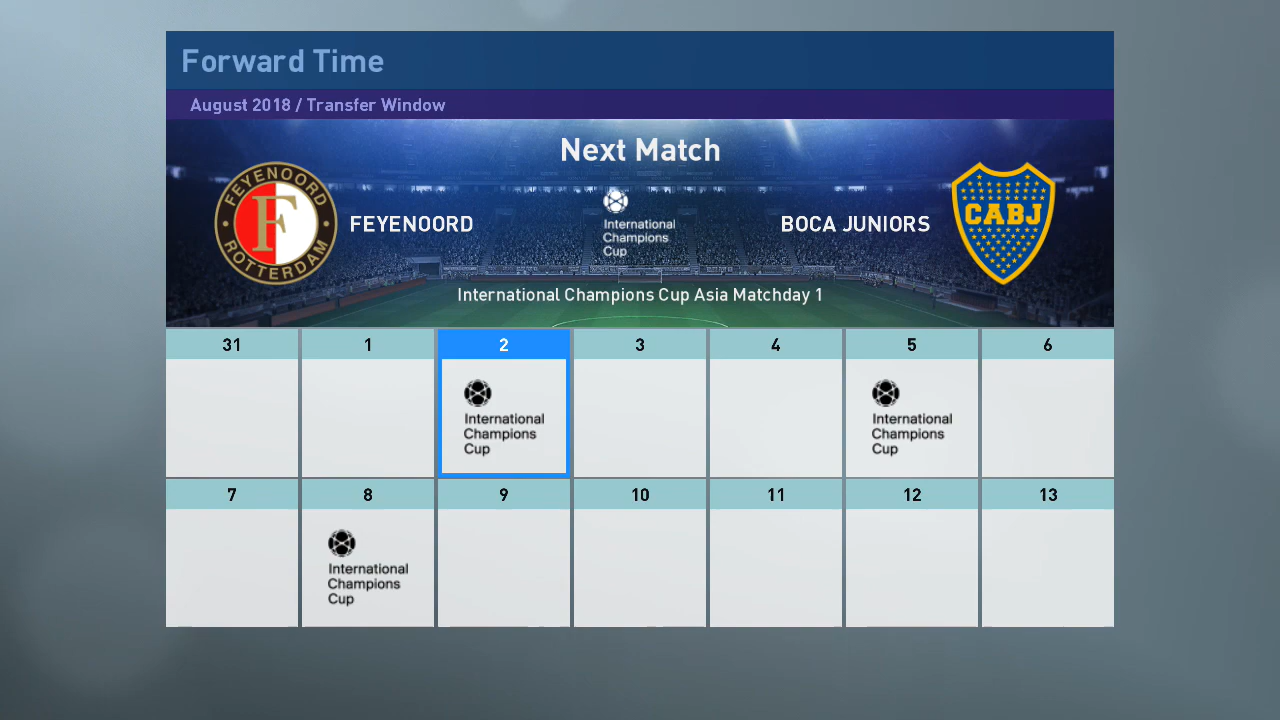 Forward Time
August 2018 / Transfer Window
Next Match
FEYENOORD
ROTTERDAM
F
FEYENOORD
International
Champions
Cup
BOCA JUNIORS
CABJ
International Champions Cup Asia Matchday 1
31 1 2 3 4 5 6
International
Champions
Cup
International
Champions
Cup
7 8 9 10 11 12 13
International
Champions
Cup